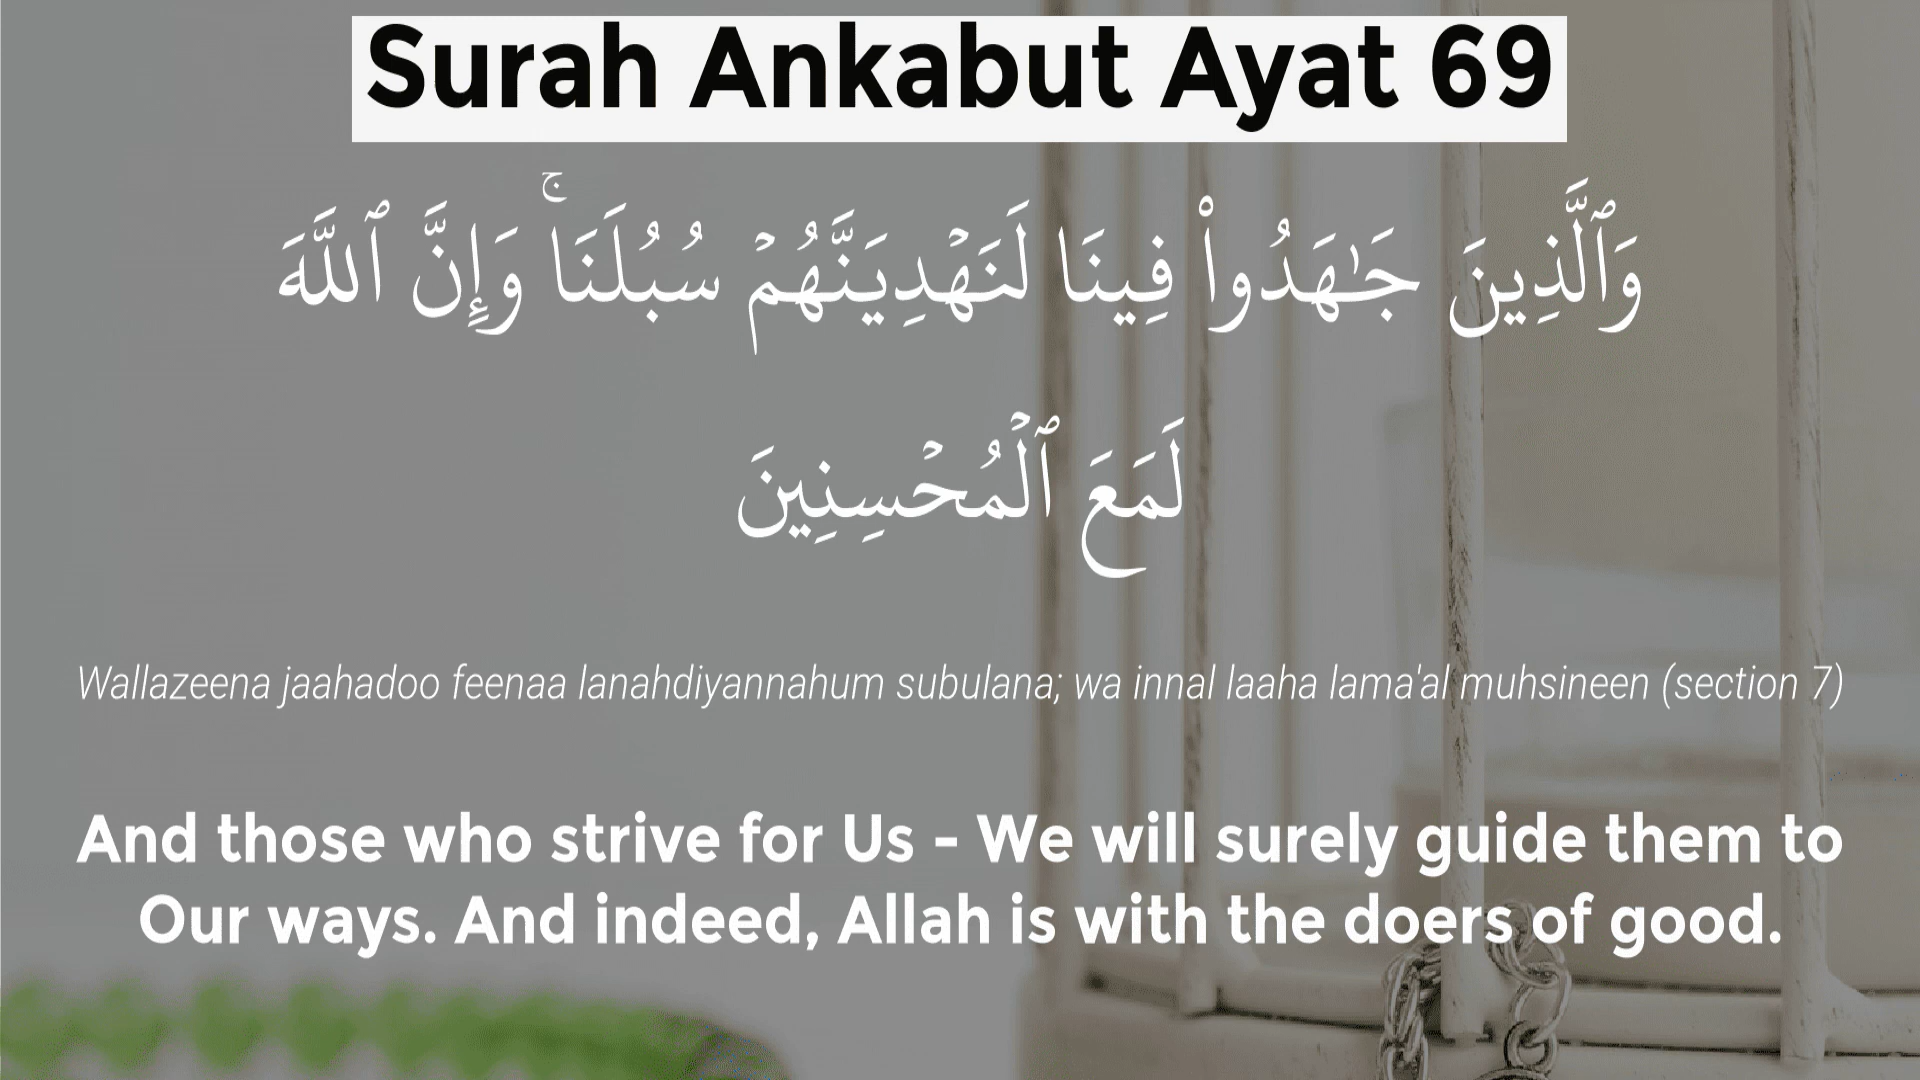 Surah Ankabut Ayat 69
وَٱلَّذِينَ جَـٰهَدُوا۟ فِينَا لَنَهْدِيَنَّهُمْ سُبُلَنَا ۚ وَإِنَّ ٱللَّهَ
لَمَعَ ٱلْمُحْسِنِينَ
Wallazeena jaahadoo feenaa lanahdiyannahum subulana; wa innal laaha lama'al muhsineen (section 7)
And those who strive for Us - We will surely guide them to
Our ways. And indeed, Allah is with the doers of good.